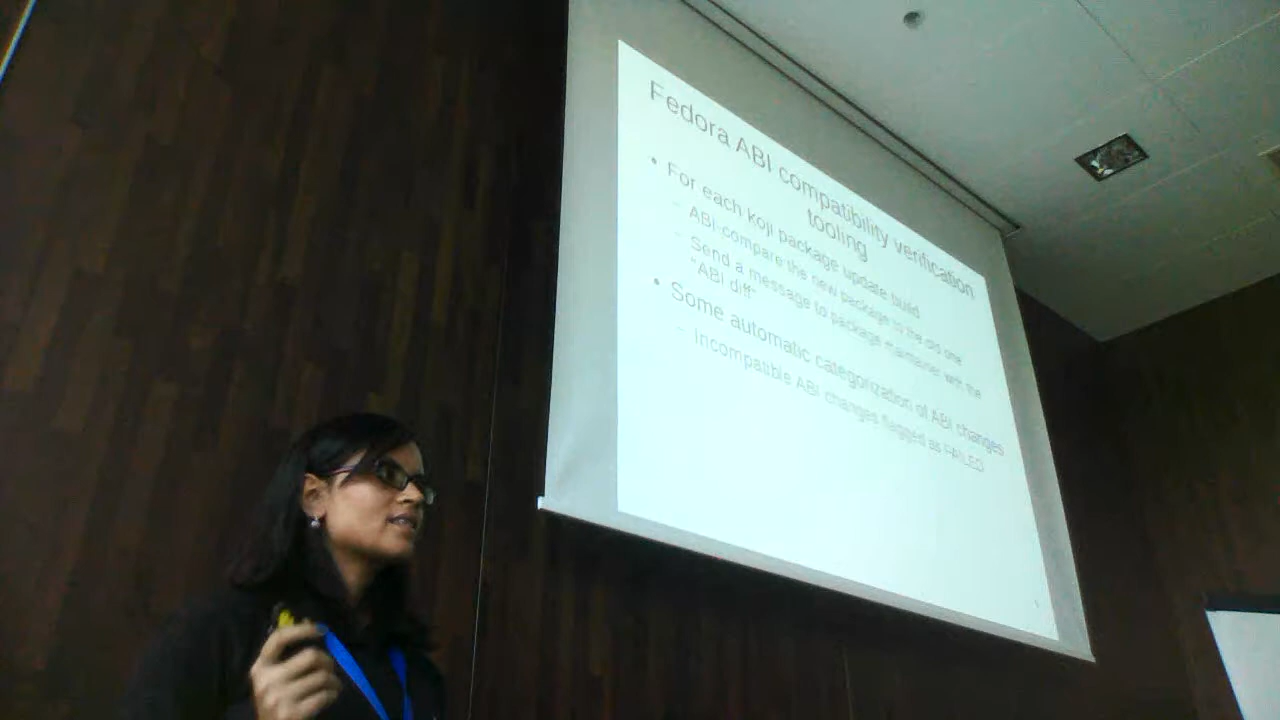 Fedora ABI compatibility verification
tooling
• For each koji package update build
– ABI-compare the new package to the old one
– Send a message to package maintainer with the
"ABI diff"
• Some automatic categorization of ABI changes
– Incompatible ABI changes flagged as FAILED